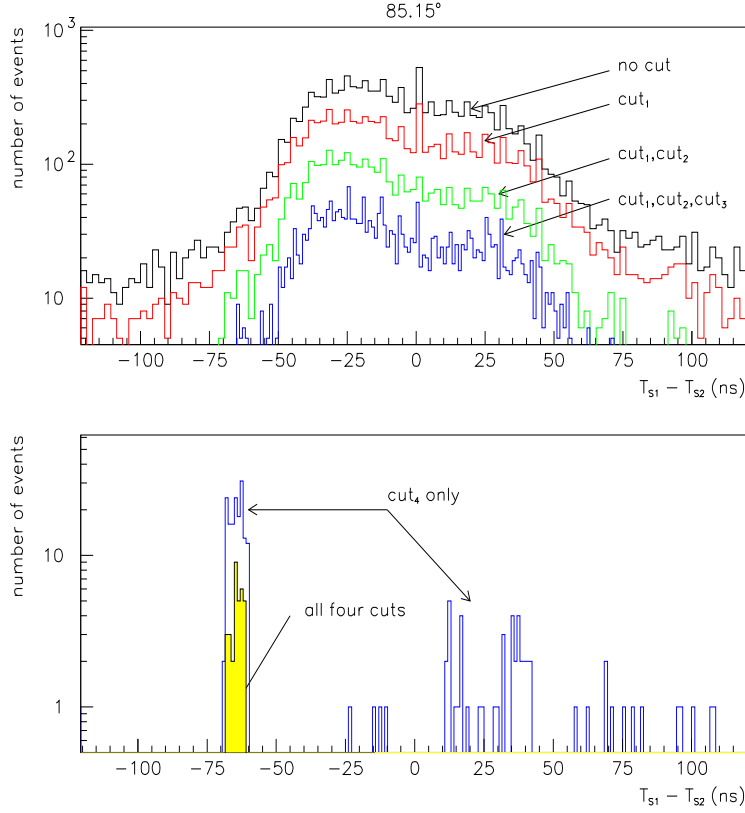 85.15°
number of events
10³
10²
10
no cut
cut₁
cut₁,cut₂
cut₁,cut₂,cut₃
−100 −75 −50 −25 0 25 50 75 100
T_S1 − T_S2 (ns)
number of events
10
1
cut₄ only
all four cuts
−100 −75 −50 −25 0 25 50 75 100
T_S1 − T_S2 (ns)